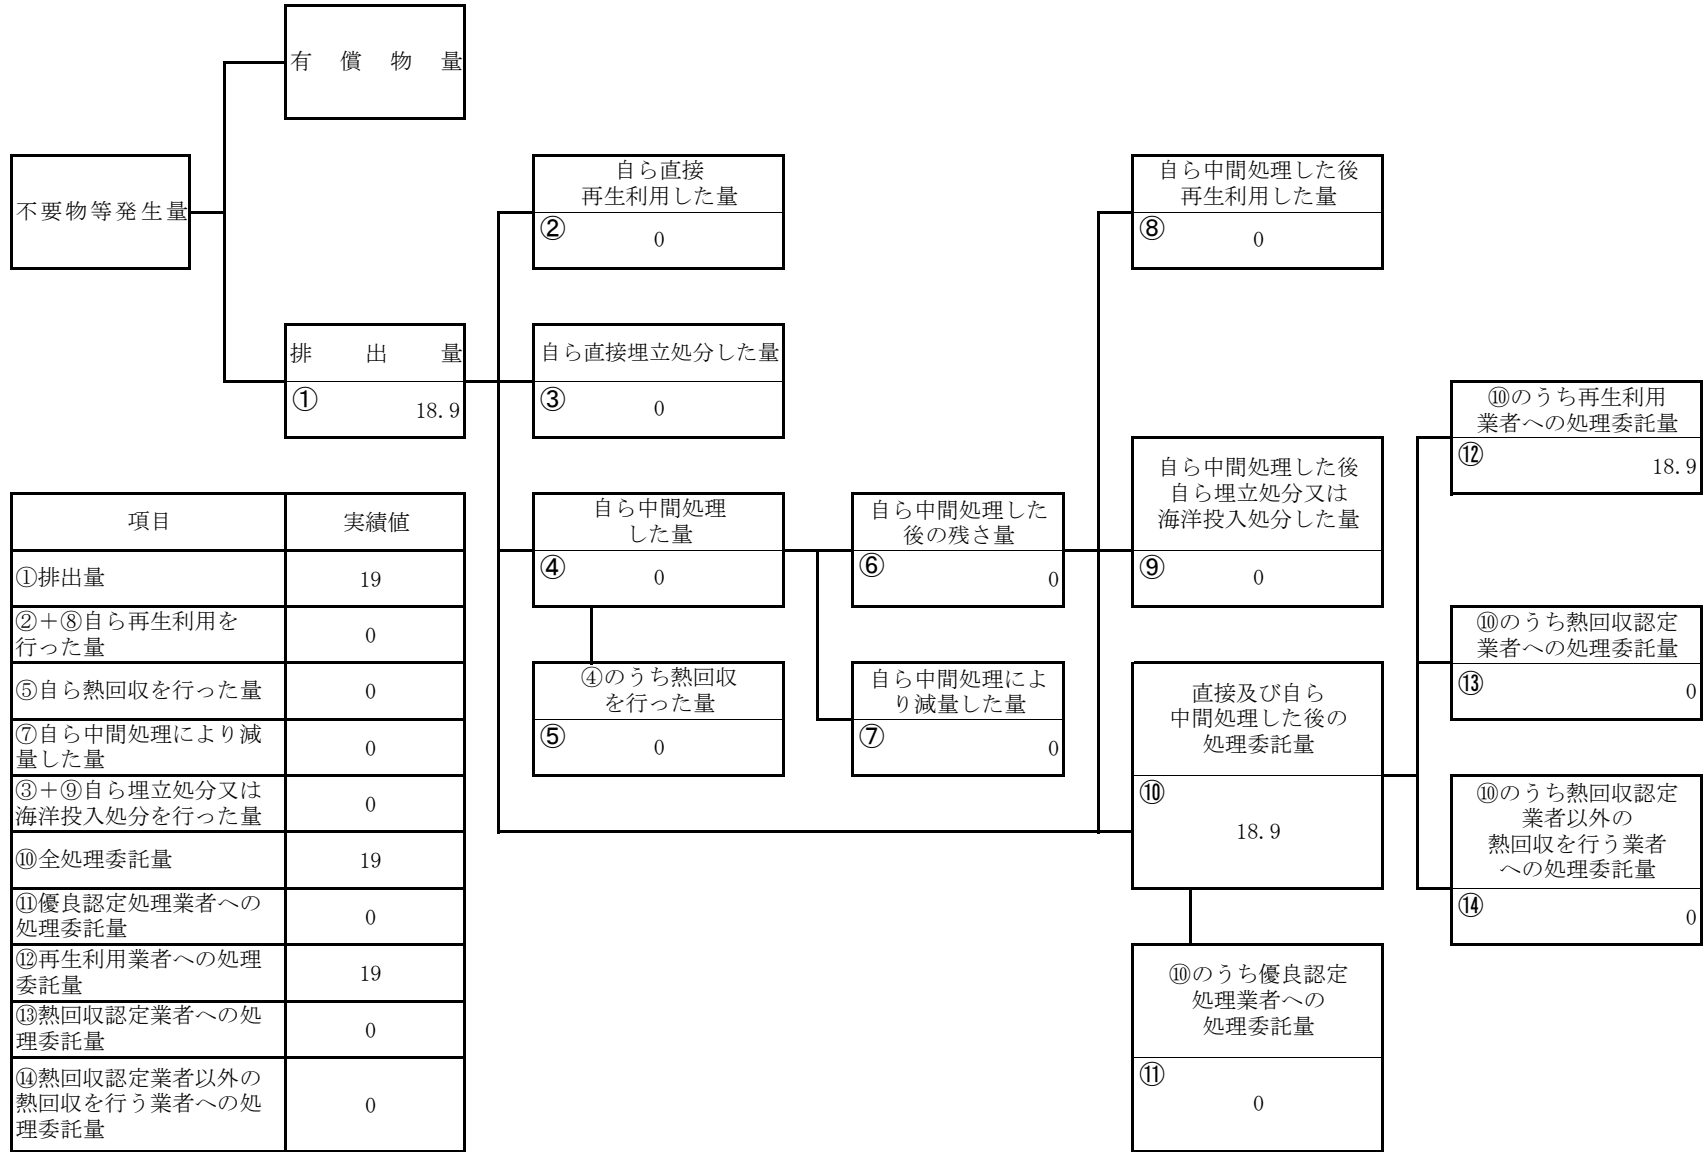 有償物量
不要物等発生量
自ら直接
再生利用した量
②
0
自ら中間処理した後
再生利用した量
⑧
0
排出量
①
18.9
自ら直接埋立処分した量
③
0
⑩のうち再生利用
業者への処理委託量
⑫
18.9
自ら中間処理
した量
④
0
自ら中間処理した
後の残さ量
⑥
0
自ら中間処理した後
自ら埋立処分又は
海洋投入処分した量
⑨
0
⑩のうち熱回収認定
業者への処理委託量
⑬
0
④のうち熱回収
を行った量
⑤
0
自ら中間処理によ
り減量した量
⑦
0
直接及び自ら
中間処理した後の
処理委託量
⑩
18.9
⑩のうち熱回収認定
業者以外の
熱回収を行う業者
への処理委託量
⑭
0
⑩のうち優良認定
処理業者への
処理委託量
⑪
0
項目 実績値
①排出量 19
②＋⑧自ら再生利用を
行った量 0
⑤自ら熱回収を行った量 0
⑦自ら中間処理により減
量した量 0
③＋⑨自ら埋立処分又は
海洋投入処分を行った量 0
⑩全処理委託量 19
⑪優良認定処理業者への
処理委託量 0
⑫再生利用業者への処理
委託量 19
⑬熱回収認定業者への処
理委託量 0
⑭熱回収認定業者以外の
熱回収を行う業者への処
理委託量 0